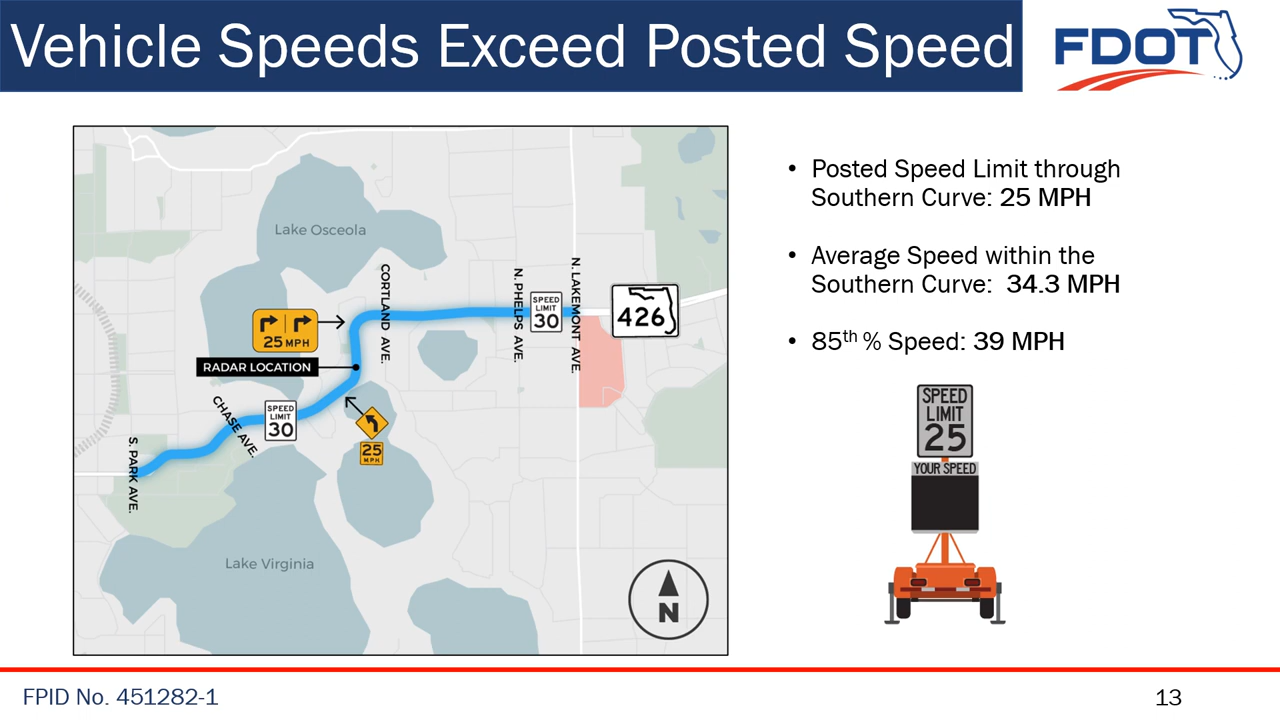 Vehicle Speeds Exceed Posted Speed
FDOT
Lake Osceola
CORTLAND AVE.
N. PHELPS AVE.
SPEED
LIMIT
30
N. LAKEMONT AVE.
426
25 MPH
RADAR LOCATION
CHASE AVE.
SPEED
LIMIT
30
25
MPH
S. PARK AVE.
Lake Virginia
N
• Posted Speed Limit through
Southern Curve: 25 MPH
• Average Speed within the
Southern Curve: 34.3 MPH
• 85th % Speed: 39 MPH
SPEED
LIMIT
25
YOUR SPEED
FPID No. 451282-1
13